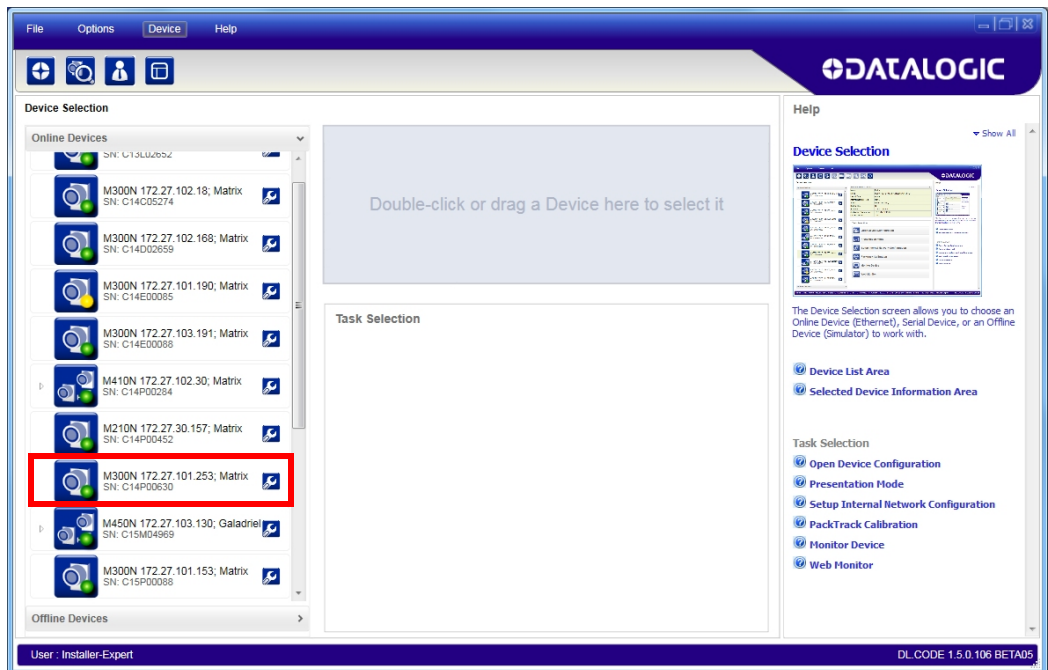 File Options Device Help
DATALOGIC
Device Selection
Online Devices
SN: C13L02652
M300N 172.27.102.18; Matrix
SN: C14C05274
M300N 172.27.102.168; Matrix
SN: C14D02659
M300N 172.27.101.190; Matrix
SN: C14E00085
M300N 172.27.103.191; Matrix
SN: C14E00088
M410N 172.27.102.30; Matrix
SN: C14P00284
M210N 172.27.30.157; Matrix
SN: C14P00452
M300N 172.27.101.253; Matrix
SN: C14P00630
M450N 172.27.103.130; Galadriel
SN: C15M04969
M300N 172.27.101.153; Matrix
SN: C15P00088
Offline Devices
Double-click or drag a Device here to select it
Task Selection
Help
Show All
Device Selection
The Device Selection screen allows you to choose an
Online Device (Ethernet), Serial Device, or an Offline
Device (Simulator) to work with.
Device List Area
Selected Device Information Area
Task Selection
Open Device Configuration
Presentation Mode
Setup Internal Network Configuration
PackTrack Calibration
Monitor Device
Web Monitor
User : Installer-Expert
DL.CODE 1.5.0.106 BETA05